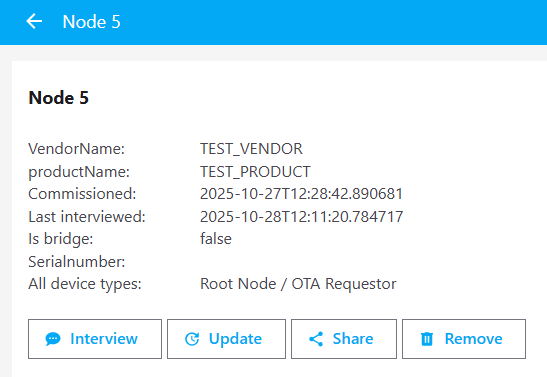 Node 5
Node 5
VendorName: TEST_VENDOR
productName: TEST_PRODUCT
Commissioned: 2025-10-27T12:28:42.890681
Last interviewed: 2025-10-28T12:11:20.784717
Is bridge: false
Serialnumber:
All device types: Root Node / OTA Requestor
Interview Update Share Remove